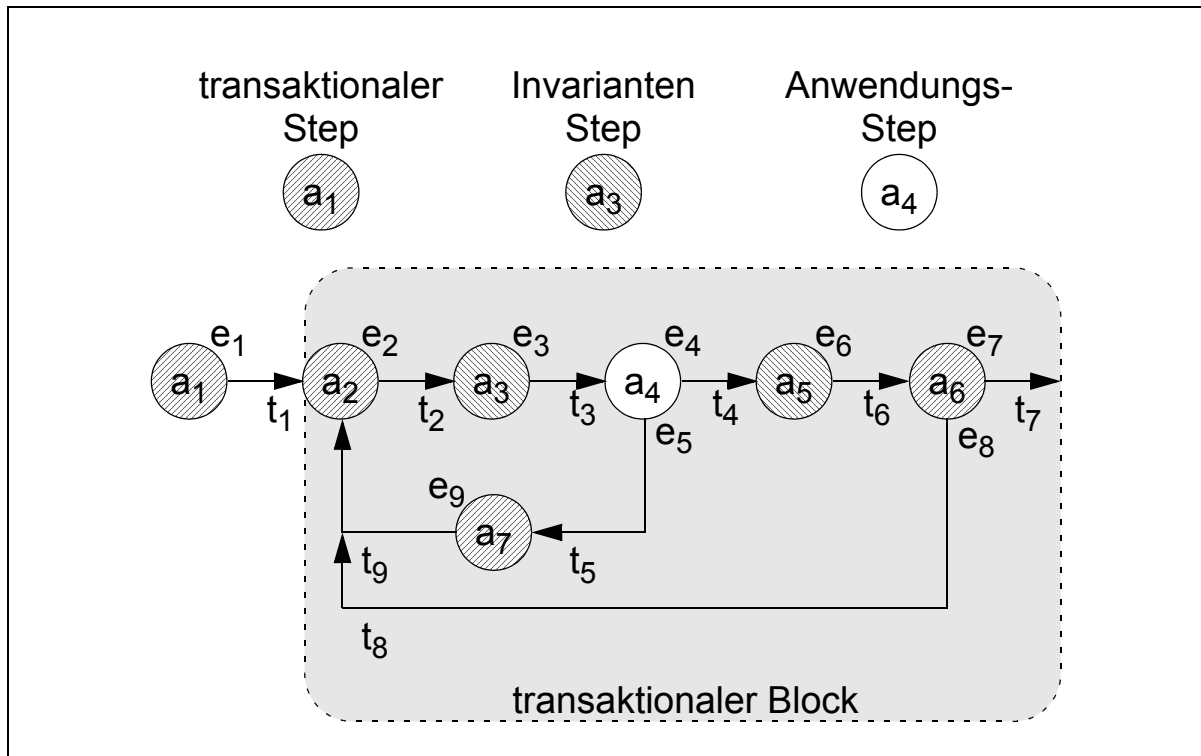 transaktionaler Step
Invarianten Step
Anwendungs-Step
a1
a3
a4
e1
e2
e3
e4
e6
e7
a1
a2
a3
a4
a5
a6
t1
t2
t3
t4
t6
t7
e5
e8
e9
a7
t9
t5
t8
transaktionaler Block